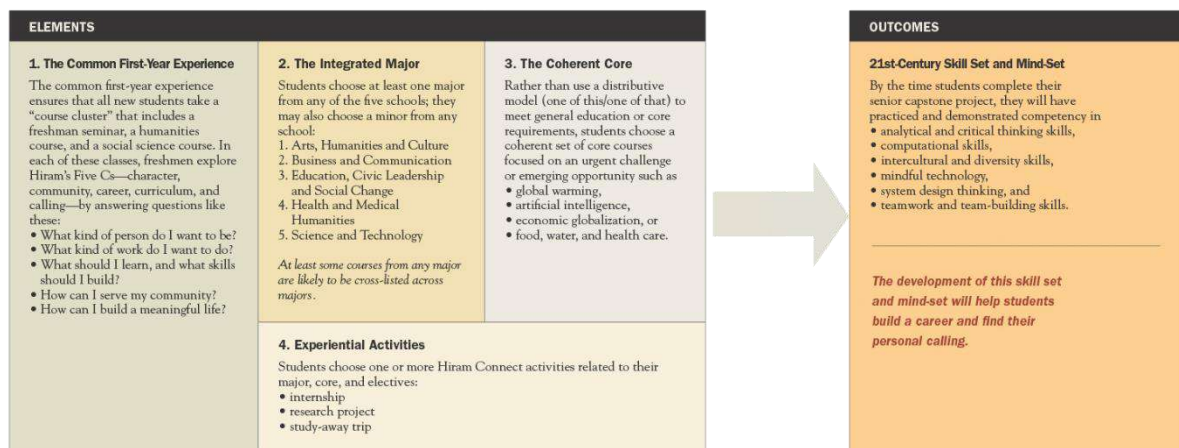 ELEMENTS
1. The Common First-Year Experience
The common first-year experience
ensures that all new students take a
“course cluster” that includes a
freshman seminar, a humanities
course, and a social science course. In
each of these classes, freshmen explore
Hiram’s Five Cs—character,
community, career, curriculum, and
calling—by answering questions like
these:
• What kind of person do I want to be?
• What kind of work do I want to do?
• What should I learn, and what skills
should I build?
• How can I serve my community?
• How can I build a meaningful life?
2. The Integrated Major
Students choose at least one major
from any of the five schools; they
may also choose a minor from any
school:
1. Arts, Humanities and Culture
2. Business and Communication
3. Education, Civic Leadership
and Social Change
4. Health and Medical
Humanities
5. Science and Technology
At least some courses from any major
are likely to be cross-listed across
majors.
3. The Coherent Core
Rather than use a distributive
model (one of this/one of that) to
meet general education or core
requirements, students choose a
coherent set of core courses
focused on an urgent challenge
or emerging opportunity such as
• global warming,
• artificial intelligence,
• economic globalization, or
• food, water, and health care.
4. Experiential Activities
Students choose one or more Hiram Connect activities related to their
major, core, and electives:
• internship
• research project
• study-away trip
OUTCOMES
21st-Century Skill Set and Mind-Set
By the time students complete their
senior capstone project, they will have
practiced and demonstrated competency in
• analytical and critical thinking skills,
• computational skills,
• intercultural and diversity skills,
• mindful technology,
• system design thinking, and
• teamwork and team-building skills.
The development of this skill set
and mind-set will help students
build a career and find their
personal calling.